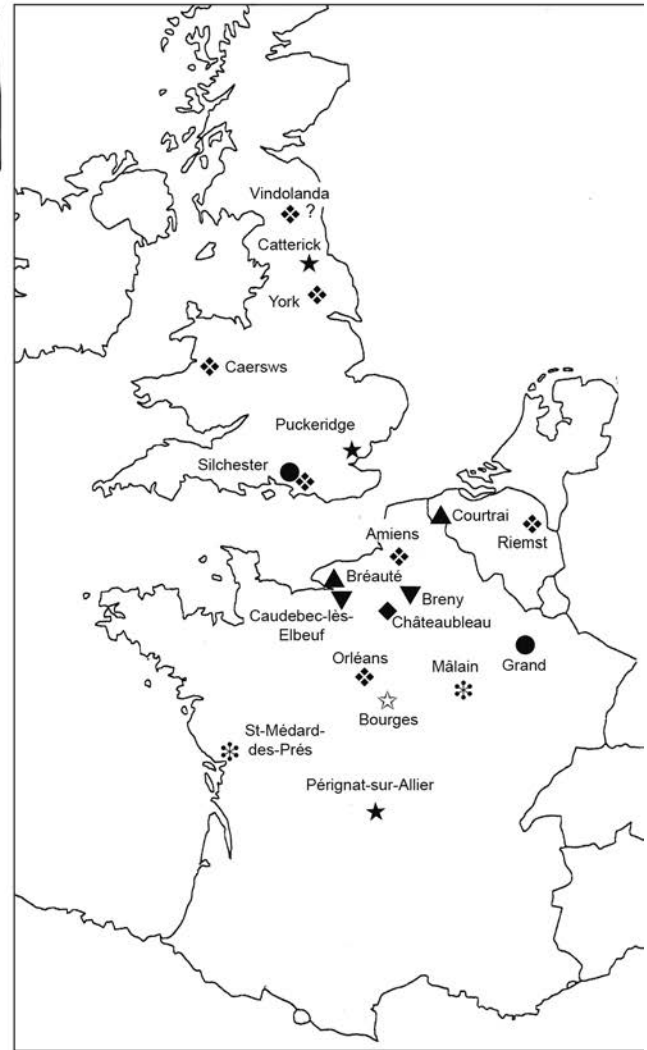 Vindolanda
?
Catterick
York
Caersws
Puckeridge
Silchester
Courtrai
Riemst
Amiens
Bréauté
Breny
Caudebec-lès-
Elbeuf
Châteaubleau
Orléans
Mâlain
Grand
Bourges
St-Médard-
des-Prés
Pérignat-sur-Allier